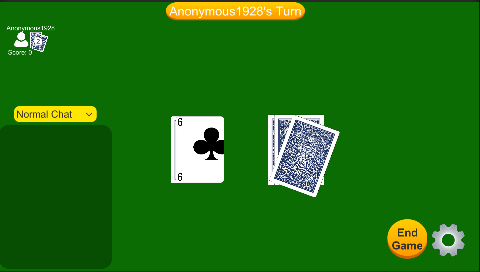 Anonymous1928's Turn
Anonymous1928
Score: 0
Normal Chat
6
6
End
Game